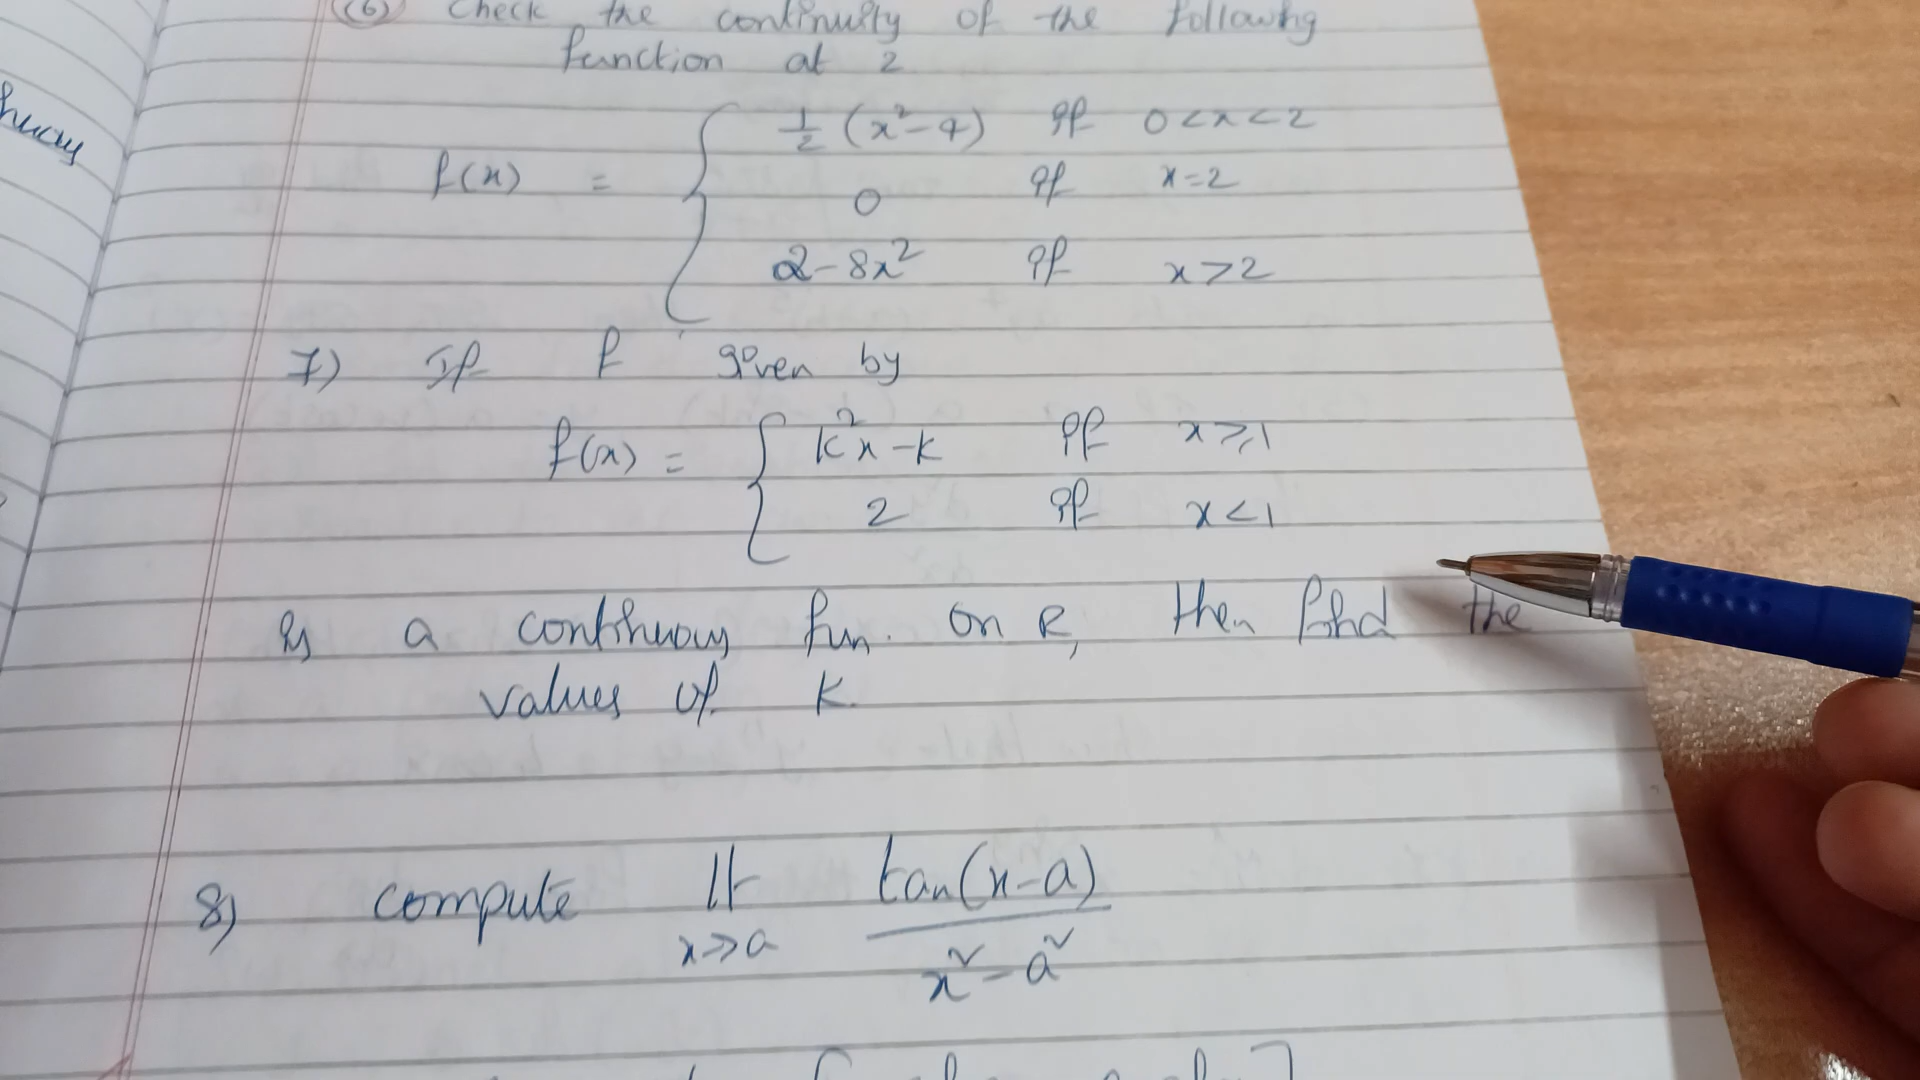 (6) Check the continuity of the following
function at 2
f(x) = { 1/2 (x²-4) if 0<x<2
0 if x=2
2-8x² if x>2
7) If f given by
f(x) = { k²x-k if x≥1
2 if x<1
is a continuous fun. on R, then find the
values of k.
8) compute lt x→a tan(x-a) / x²-a²